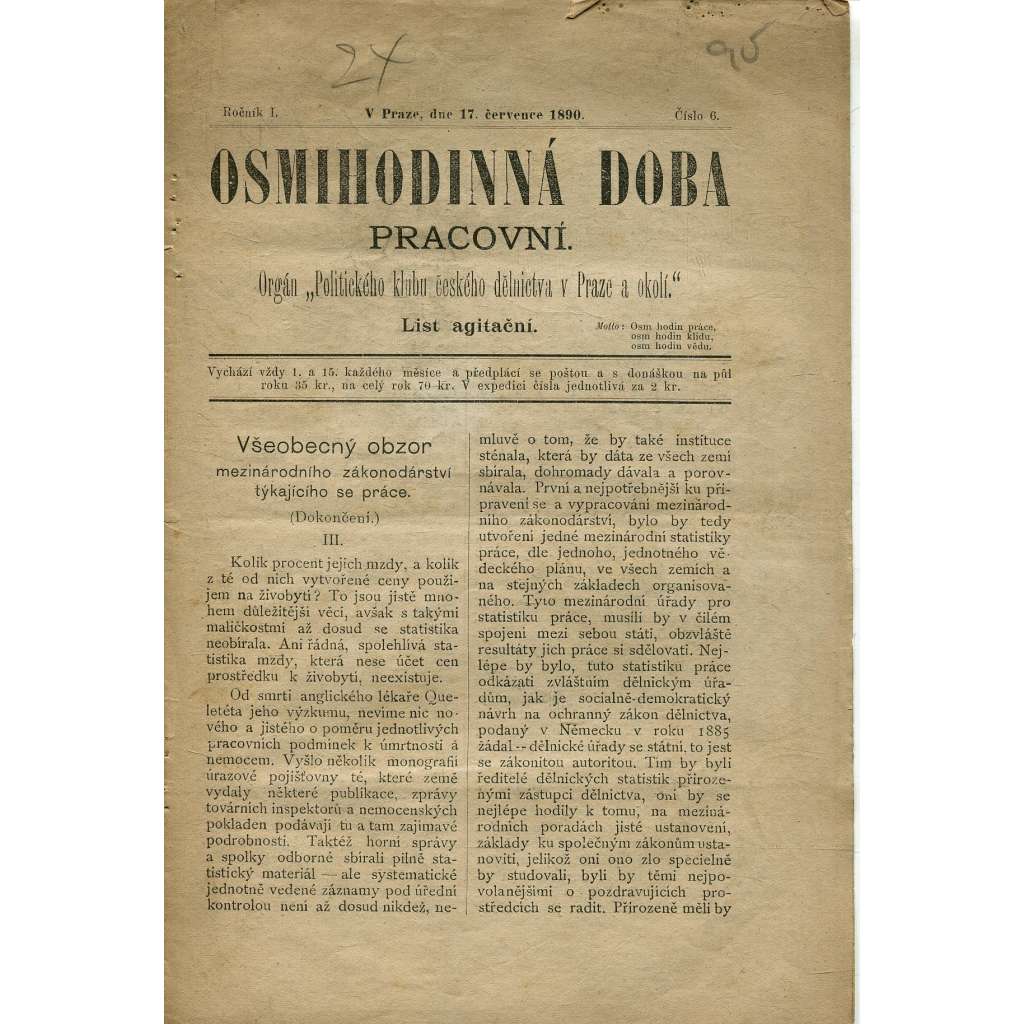 24
95
Ročník I. V Praze, dne 17. července 1890. Číslo 6.
OSMIHODINNÁ DOBA
PRACOVNÍ.
Orgán „Politického klubu českého dělnictva v Praze a okolí.“
List agitační.
Motto: Osm hodin práce,
osm hodin klidu,
osm hodin vědu.
Vychází vždy 1. a 15. každého měsíce a předplácí se poštou a s donáškou na půl
roku 35 kr., na celý rok 70 kr. V expedici čísla jednotlivá za 2 kr.
Všeobecný obzor
mezinárodního zákonodárství
týkajícího se práce.
(Dokončení.)
III.
Kolik procent jejich mzdy, a kolik
z té od nich vytvořené ceny použi-
jem na živobytí? To jsou jistě mno-
hem důležitější věci, avšak s takými
maličkostmi až dosud se statistika
neobírala. Ani řádná, spolehlivá sta-
tistika mzdy, která nese účet cen
prostředku k živobytí, neexistuje.
Od smrti anglického lékaře Que-
letéta jeho výzkumu, nevíme nic no-
vého a jistého o poměru jednotlivých
pracovních podmínek k úmrtnosti á
nemocem. Vyšlo několik monografií
úrazové pojišťovny té, které země
vydaly některé publikace, zprávy
továrních inspektorů a nemocenských
pokladen podávají tu a tam zajímavé
podrobnosti. Taktéž horní správy
a spolky odborné sbírali pilně sta-
tistický materiál — ale systematické
jednotně vedené záznamy pod úřední
kontrolou není až dosud nikdež, ne-
mluvě o tom, že by také instituce
sténala, která by dáta ze všech zemí
sbírala, dohromady dávala a porov-
návala. První a nejpotřebnější ku při-
pravení se a vypracování mezinárod-
ního zákonodárství, bylo by tedy
utvoření jedné mezinárodní statistiky
práce, dle jednoho, jednotného vě-
deckého plánu, ve všech zemích a
na stejných základech organisova-
ného. Tyto mezinárodní úřady pro
statistiku práce, musili by v čilém
spojení mezi sebou státi, obzvláště
resultáty jich práce si sdělovati. Nej-
lépe by bylo, tuto statistiku práce
odkázati zvláštním dělnickým úřa-
dům, jak je socialně-demokratický
návrh na ochranný zákon dělnictva,
podaný v Německu v roku 1885
žádal — dělnické úřady se státní, to jest
se zákonitou autoritou. Tím by byli
ředitelé dělnických statistik přiroze-
nými zástupci dělnictva, oni by se
nejlépe hodily k tomu, na meziná-
rodních poradách jisté ustanovení,
základy ku společným zákonům usta-
noviti, jelikož oni ono zlo specielně
by studovali, byli by těmi nejpo-
volanějšími o pozdravujících pro-
středcích se radit. Přirozeně měli by